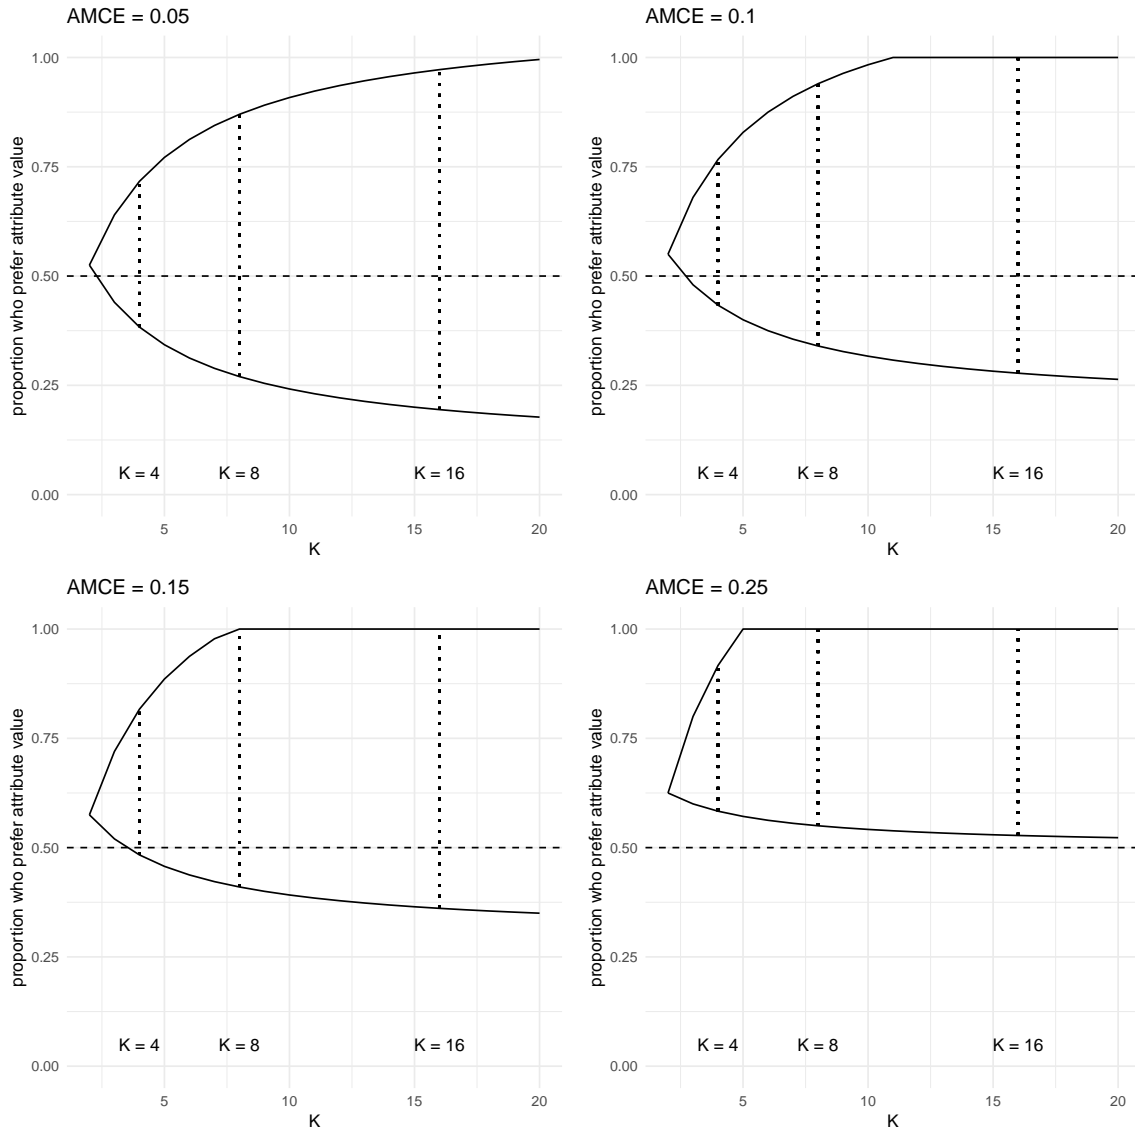 AMCE = 0.05
proportion who prefer attribute value
1.00
0.75
0.50
0.25
0.00
K = 4 K = 8 K = 16
5 10 15 20
K
AMCE = 0.1
proportion who prefer attribute value
1.00
0.75
0.50
0.25
0.00
K = 4 K = 8 K = 16
5 10 15 20
K
AMCE = 0.15
proportion who prefer attribute value
1.00
0.75
0.50
0.25
0.00
K = 4 K = 8 K = 16
5 10 15 20
K
AMCE = 0.25
proportion who prefer attribute value
1.00
0.75
0.50
0.25
0.00
K = 4 K = 8 K = 16
5 10 15 20
K